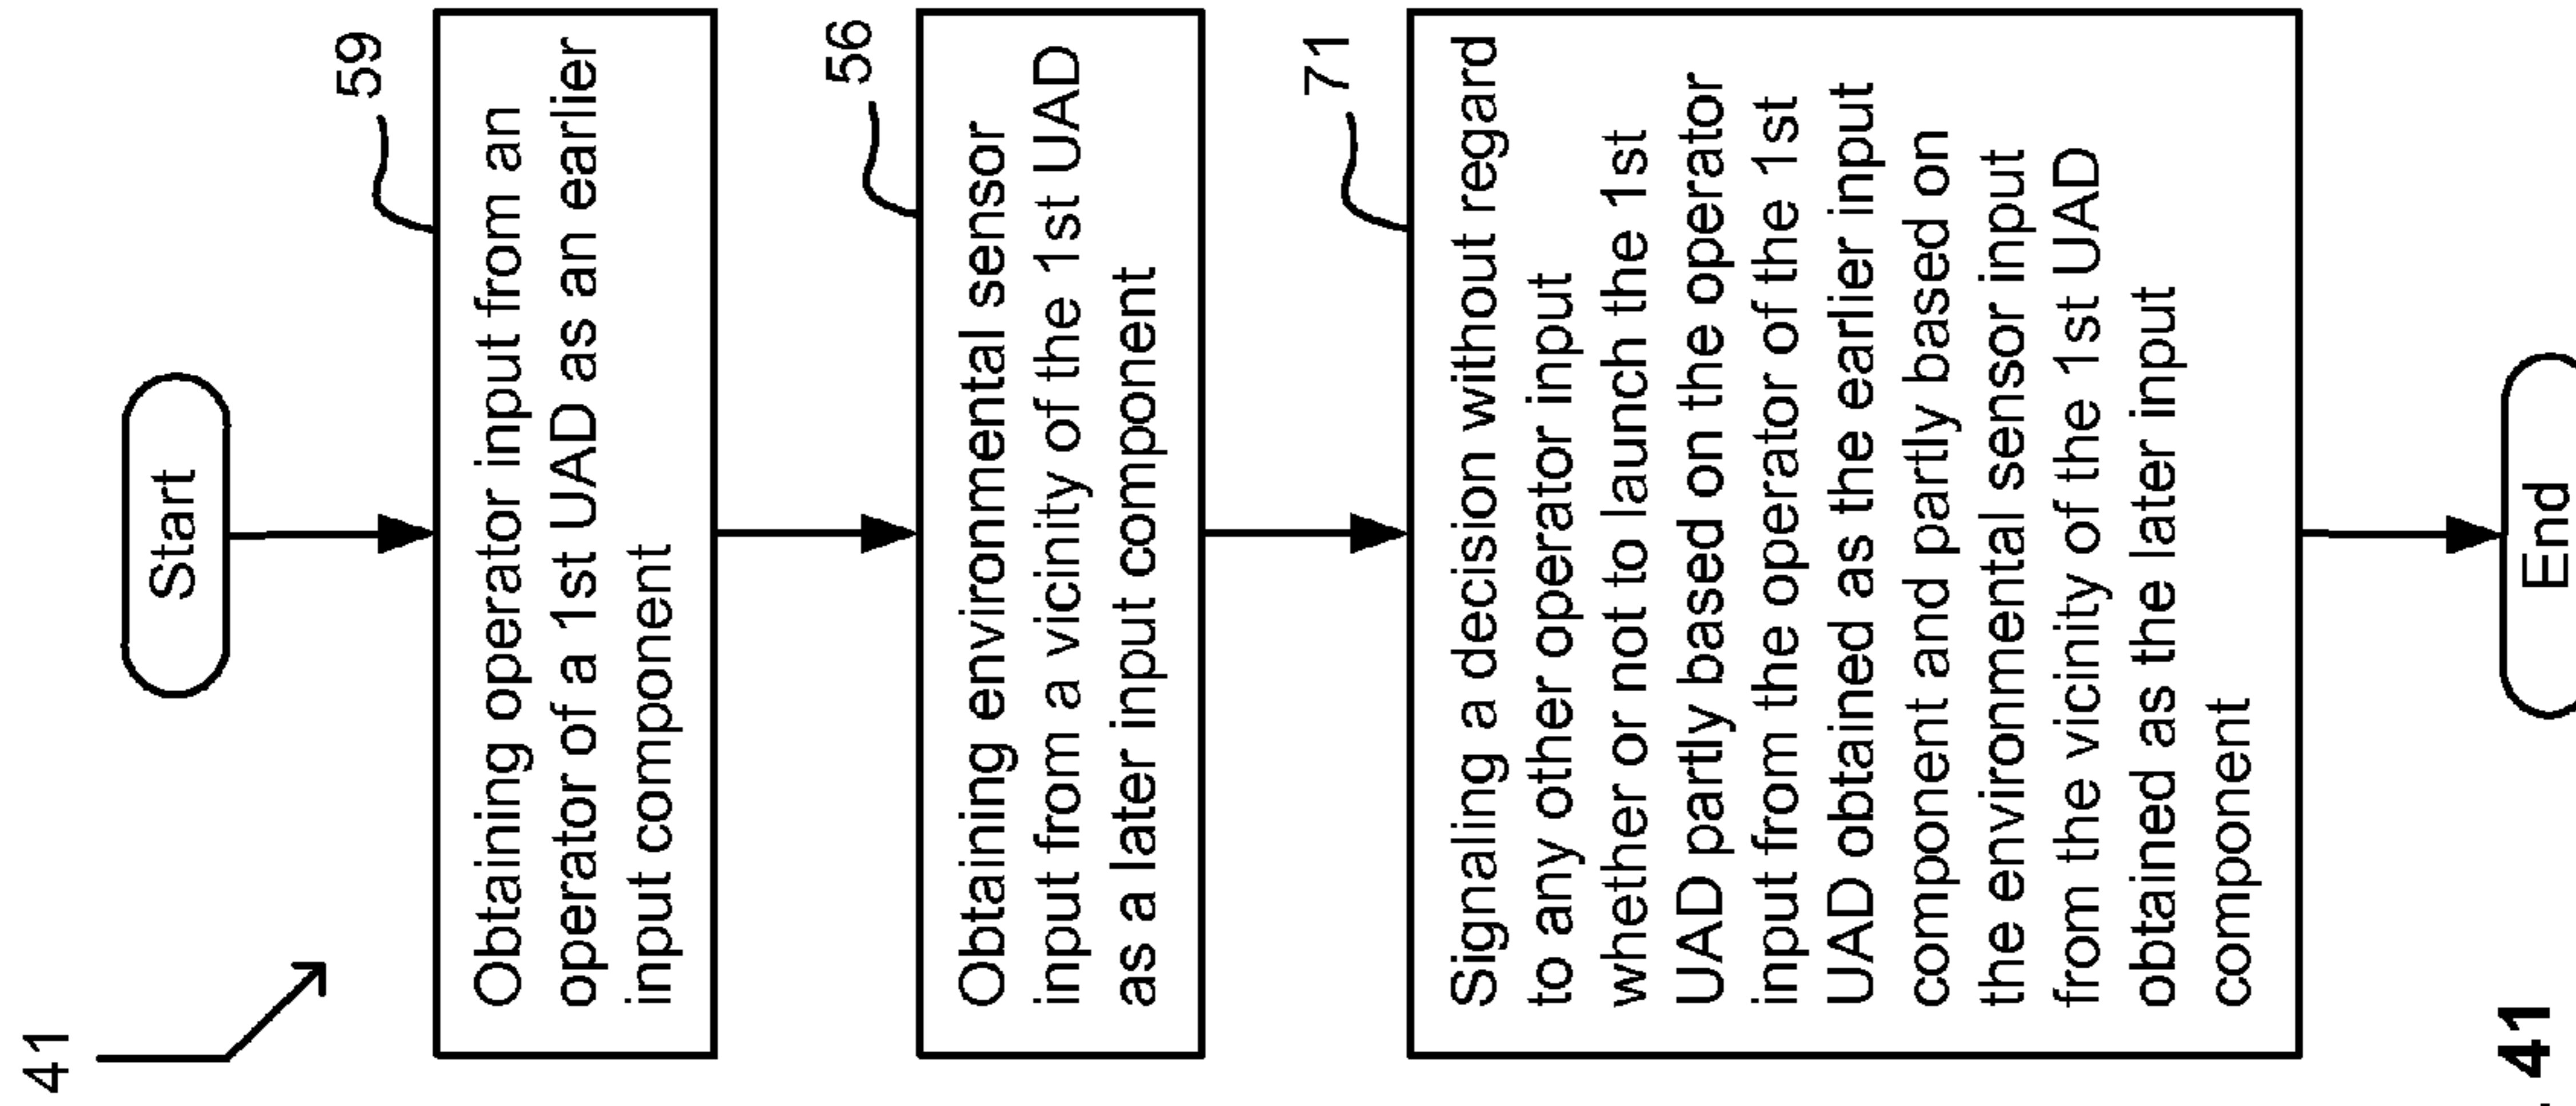 41
Start
59
Obtaining operator input from an
operator of a 1st UAD as an earlier
input component
56
Obtaining environmental sensor
input from a vicinity of the 1st UAD
as a later input component
71
Signaling a decision without regard
to any other operator input
whether or not to launch the 1st
UAD partly based on the operator
input from the operator of the 1st
UAD obtained as the earlier input
component and partly based on
the environmental sensor input
from the vicinity of the 1st UAD
obtained as the later input
component
End
41